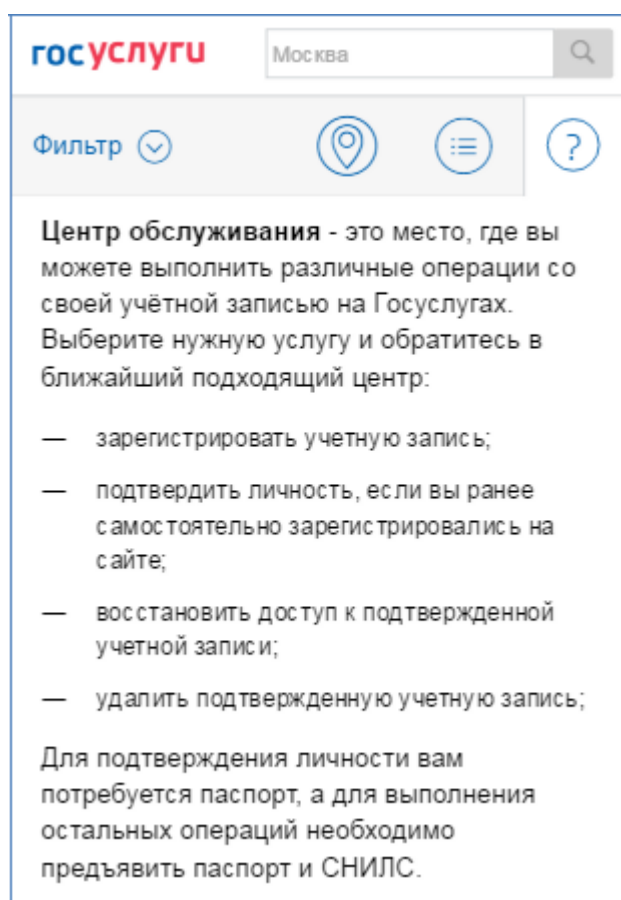 госуслуги
Москва
Фильтр
?
Центр обслуживания - это место, где вы
можете выполнить различные операции со
своей учётной записью на Госуслугах.
Выберите нужную услугу и обратитесь в
ближайший подходящий центр:
— зарегистрировать учетную запись;
— подтвердить личность, если вы ранее
самостоятельно зарегистрировались на
сайте;
— восстановить доступ к подтвержденной
учетной записи;
— удалить подтвержденную учетную запись;
Для подтверждения личности вам
потребуется паспорт, а для выполнения
остальных операций необходимо
предъявить паспорт и СНИЛС.